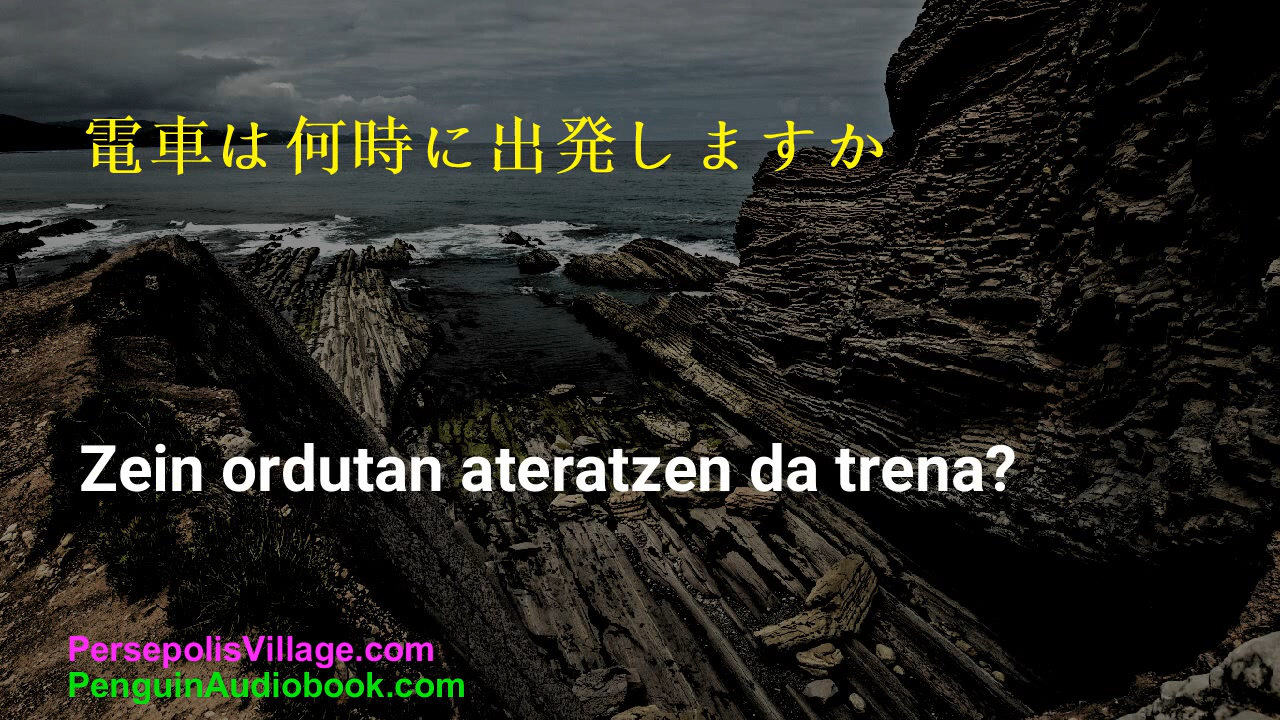 電車は何時に出発しますか
Zein ordutan ateratzen da trena?
PersepolisVillage.com
PenguinAudiobook.com